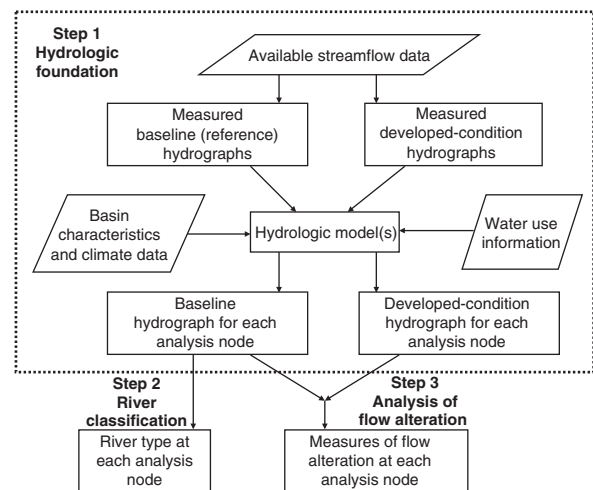 Step 1
Hydrologic
foundation
Available streamflow data
Measured
baseline (reference)
hydrographs
Measured
developed-condition
hydrographs
Basin
characteristics
and climate data
Hydrologic model(s)
Water use
information
Baseline
hydrograph for each
analysis node
Developed-condition
hydrograph for each
analysis node
Step 2
River
classification
Step 3
Analysis of
flow alteration
River type at
each analysis
node
Measures of flow
alteration at each
analysis node